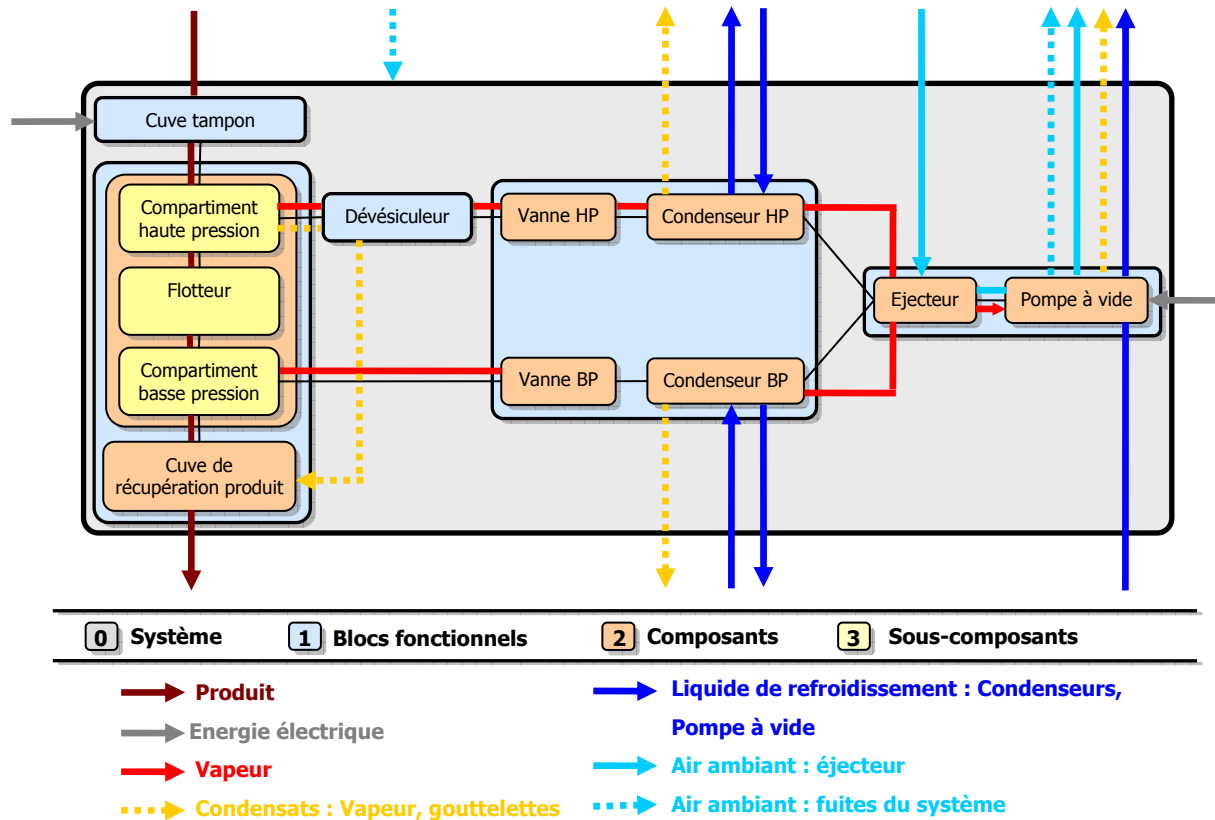 Cuve tampon
Compartiment
haute pression
Dévésiculeur
Vanne HP
Condenseur HP
Flotteur
Ejecteur
Pompe à vide
Compartiment
basse pression
Vanne BP
Condenseur BP
Cuve de
récupération produit
0 Système
1 Blocs fonctionnels
2 Composants
3 Sous-composants
Produit
Energie électrique
Vapeur
Condensats : Vapeur, gouttelettes
Liquide de refroidissement : Condenseurs,
Pompe à vide
Air ambiant : éjecteur
Air ambiant : fuites du système